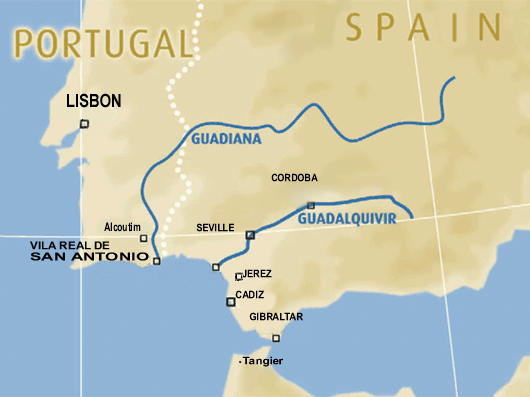 PORTUGAL
SPAIN
LISBON
GUADIANA
CORDOBA
GUADALQUIVIR
Alcoutim
SEVILLE
VILA REAL DE
SAN ANTONIO
JEREZ
CADIZ
GIBRALTAR
Tangier